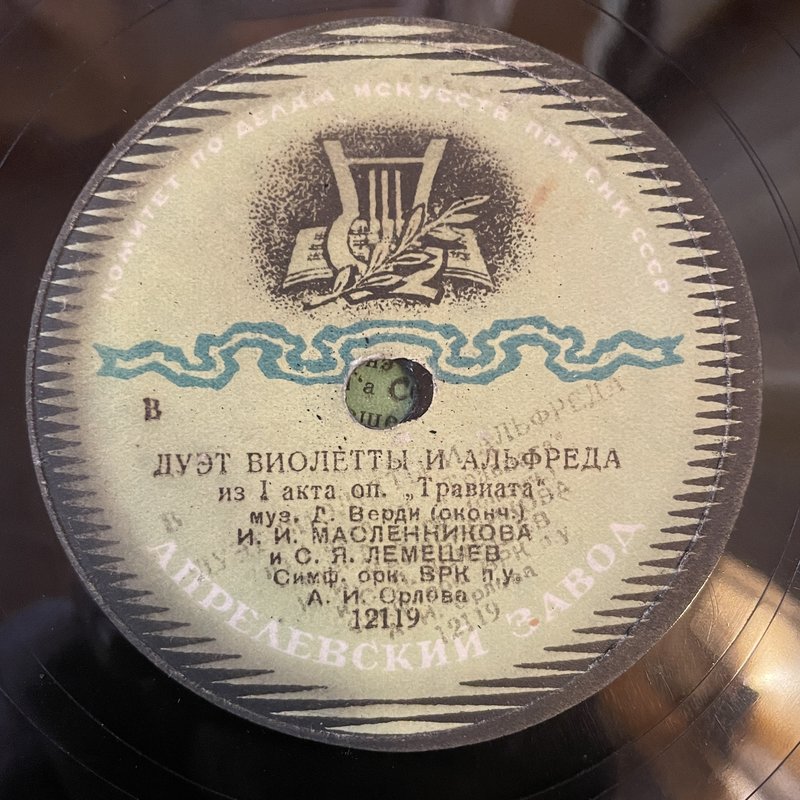 КОМИТЕТ ПО ДЕЛАМ ИСКУССТВ ПРИ СНК СССР
В
ДУЭТ ВИОЛЕТТЫ И АЛЬФРЕДА
из I акта оп. „Травиата"
муз. Д. Верди (оконч.)
И. И. МАСЛЕННИКОВА
и С. Я. ЛЕМЕШЕВ
Симф. орк. ВРК п.у.
А. И Орлова
12119
АПРЕЛЕВСКИЙ ЗАВОД